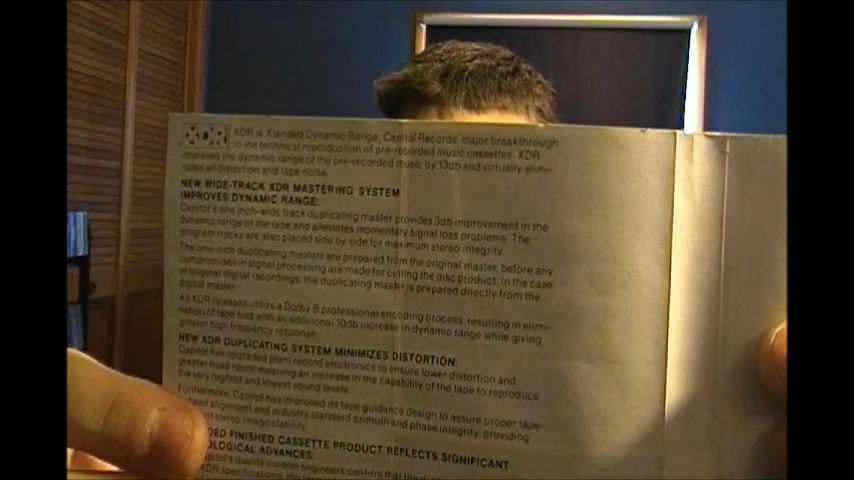 XDR XDR is Xtended Dynamic Range, Capitol Records' major breakthrough
in the technical reproduction of pre-recorded music cassettes. XDR
improves the dynamic range of the pre-recorded music by 13db and virtually elimi-
nates all distortion and tape noise.
NEW WIDE-TRACK XDR MASTERING SYSTEM
IMPROVES DYNAMIC RANGE:
Capitol's one inch-wide track duplicating master provides 3db improvement in the
dynamic range of the tape and alleviates momentary signal loss problems. The
program tracks are also placed side by side for maximum stereo integrity.
The one-inch duplicating masters are prepared from the original master, before any
compromises in signal processing are made for cutting the disc product. In the case
of original digital recordings, the duplicating master is prepared directly from the
digital master.
All XDR releases utilize a Dolby B professional encoding process, resulting in elimi-
nation of tape hiss with an additional 10db increase in dynamic range while giving
greater high frequency response.
NEW XDR DUPLICATING SYSTEM MINIMIZES DISTORTION:
Capitol has upgraded plant record electronics to ensure lower distortion and
greater head room, meaning an increase in the capability of the tape to reproduce
the very highest and lowest sound levels.
Furthermore, Capitol has improved its tape guidance design to assure proper tape-
head alignment and industry standard azimuth and phase integrity, providing
stereo image stability.
FINISHED CASSETTE PRODUCT REFLECTS SIGNIFICANT
ADVANCES:
Capitol's quality control engineers confirm that the
XDR specifications, the